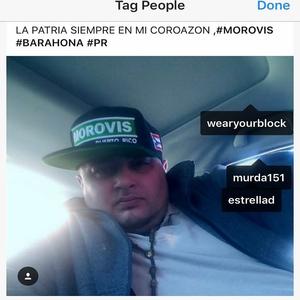 Tag People
Done
LA PATRIA SIEMPRE EN MI COROAZON ,#MOROVIS
#BARAHONA #PR
wearyourblock
MOROVIS
PUERTO RICO
murda151
estrellad